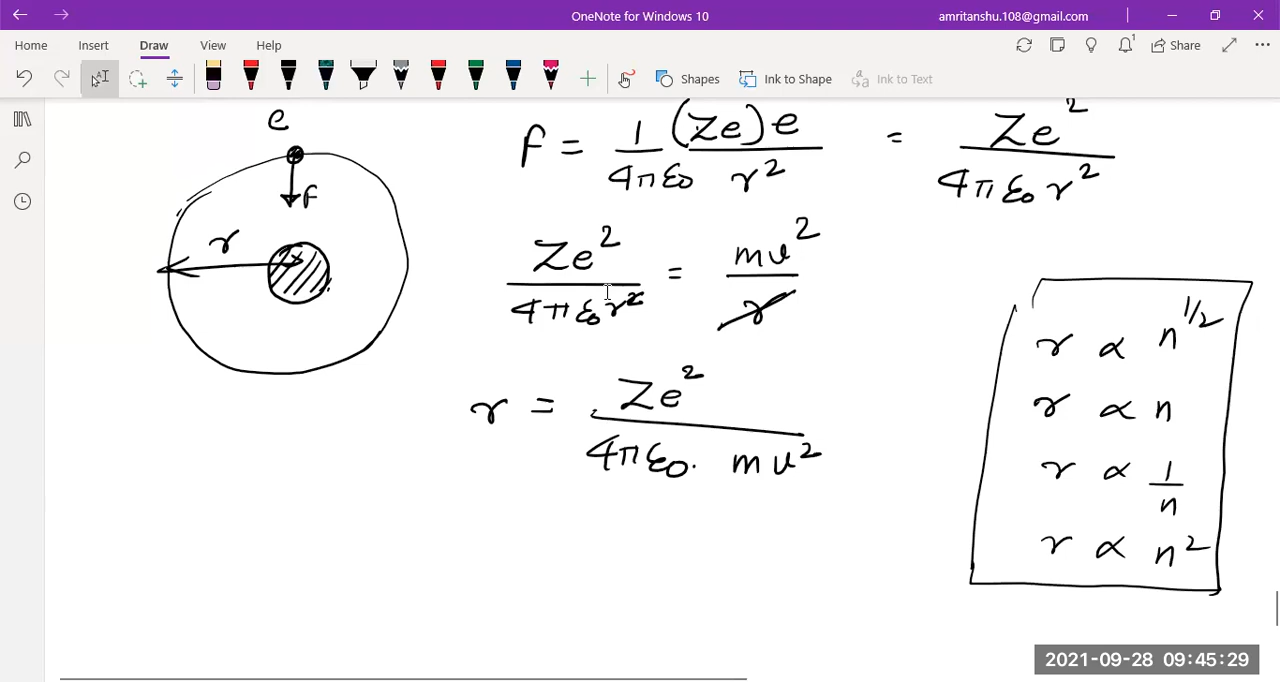 OneNote for Windows 10
amritanshu.108@gmail.com
Home Insert Draw View Help
Share
Shapes Ink to Shape Ink to Text
e
F
r
F = 1/4πε₀ (Ze)e/r² = Ze²/4πε₀r²
Ze²/4πε₀r² = mv²/r
r = Ze²/4πε₀. mv²
r ∝ n^1/2
r ∝ n
r ∝ 1/n
r ∝ n²
2021-09-28 09:45:29